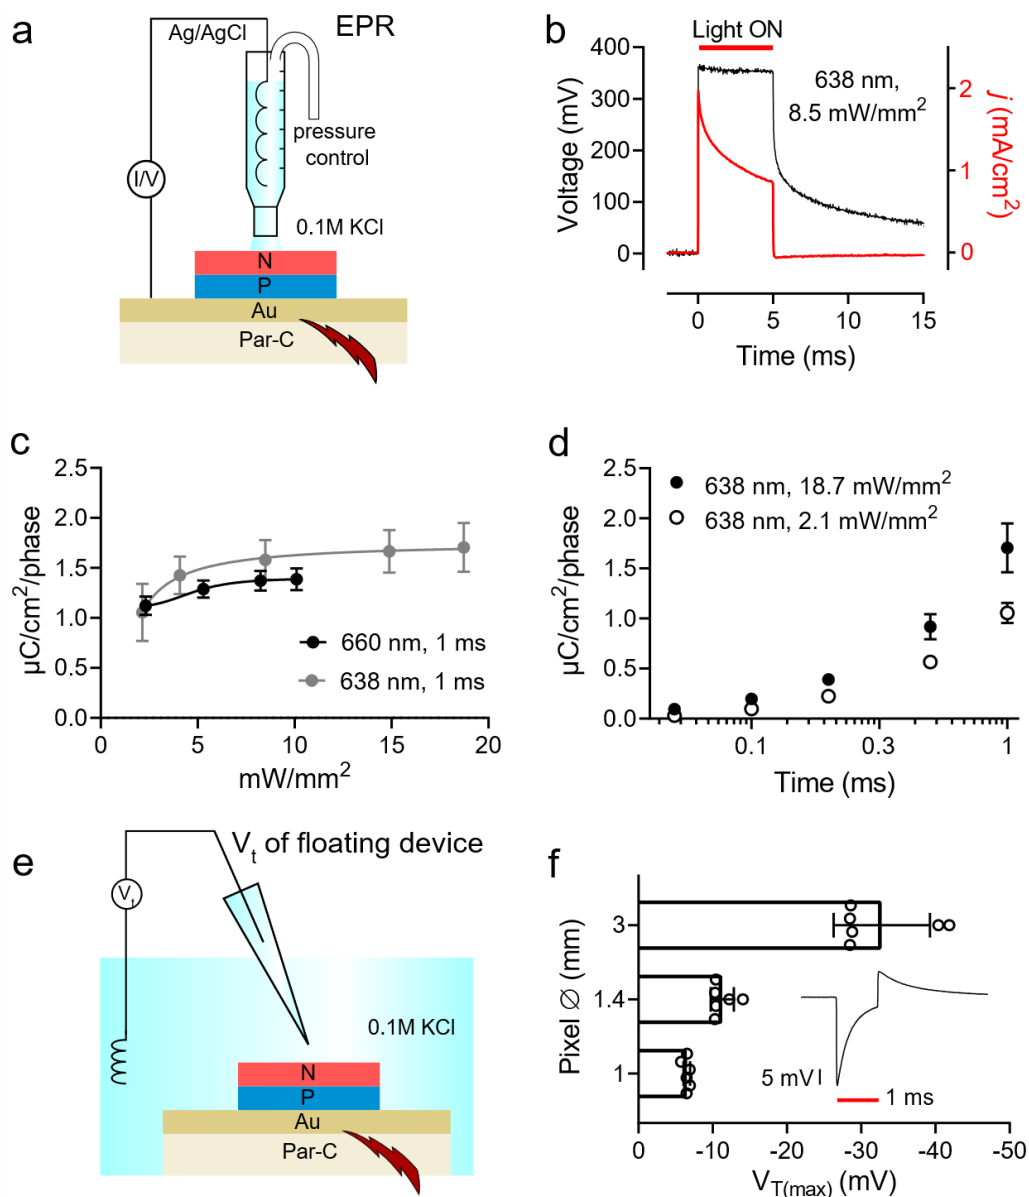 a
Ag/AgCl
EPR
pressure
control
I/V
0.1M KCl
N
P
Au
Par-C
b
Light ON
400
300
200
100
0
Voltage (mV)
638 nm,
8.5 mW/mm²
2
1
0
j (mA/cm²)
0 5 10 15
Time (ms)
c
2.5
2.0
1.5
1.0
0.5
0.0
µC/cm²/phase
660 nm, 1 ms
638 nm, 1 ms
0 5 10 15 20
mW/mm²
d
2.5
2.0
1.5
1.0
0.5
0.0
µC/cm²/phase
638 nm, 18.7 mW/mm²
638 nm, 2.1 mW/mm²
0.1 0.3 1
Time (ms)
e
Vt of floating device
Vt
0.1M KCl
N
P
Au
Par-C
f
Pixel ∅ (mm)
3
1.4
1
5 mV
1 ms
0 -10 -20 -30 -40 -50
VT(max) (mV)